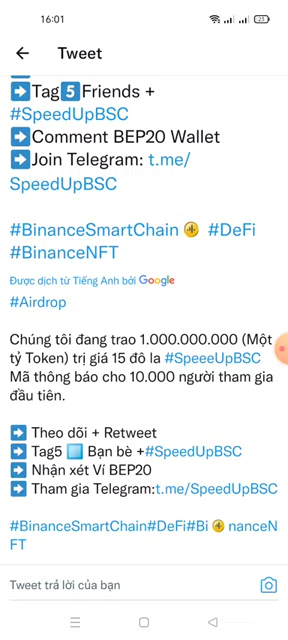 16:01
23
Tweet
Tag5Friends +
#SpeedUpBSC
Comment BEP20 Wallet
Join Telegram: t.me/
SpeedUpBSC
#BinanceSmartChain #DeFi
#BinanceNFT
Được dịch từ Tiếng Anh bởi Google
#Airdrop
Chúng tôi đang trao 1.000.000.000 (Một
tỷ Token) trị giá 15 đô la #SpeeeUpBSC
Mã thông báo cho 10.000 người tham gia
đầu tiên.
Theo dõi + Retweet
Tag5 Bạn bè +#SpeedUpBSC
Nhận xét Ví BEP20
Tham gia Telegram:t.me/SpeedUpBSC
#BinanceSmartChain#DeFi#Bi nanceN
FT
Tweet trả lời của bạn